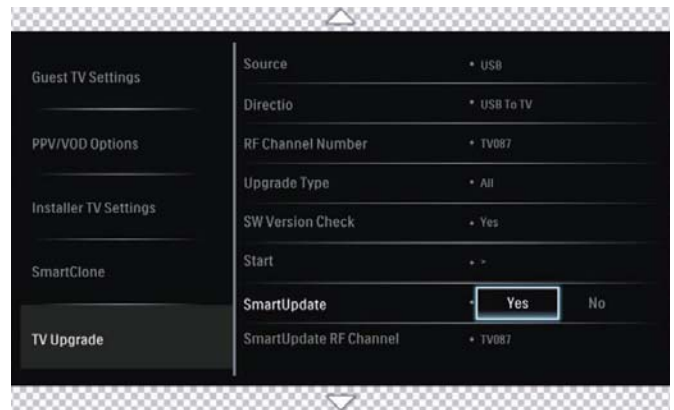 Guest TV Settings
PPV/VOD Options
Installer TV Settings
SmartClone
TV Upgrade
Source • USB
Directio • USB To TV
RF Channel Number • TV087
Upgrade Type • All
SW Version Check • Yes
Start • >
SmartUpdate • Yes No
SmartUpdate RF Channel • TV087